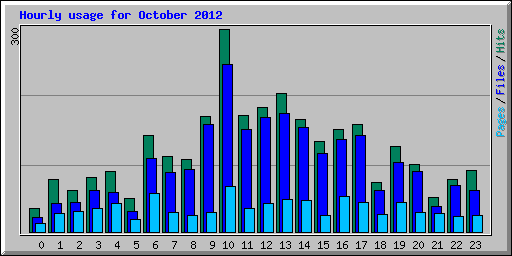 Hourly usage for October 2012
300
Pages/Files/Hits
0 1 2 3 4 5 6 7 8 9 10 11 12 13 14 15 16 17 18 19 20 21 22 23